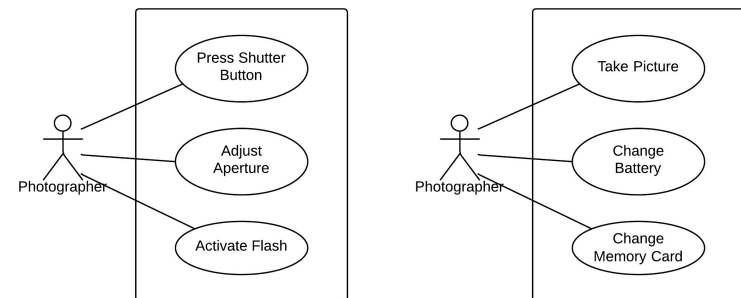 Press Shutter
Button
Adjust
Aperture
Activate Flash
Photographer
Take Picture
Change
Battery
Change
Memory Card
Photographer